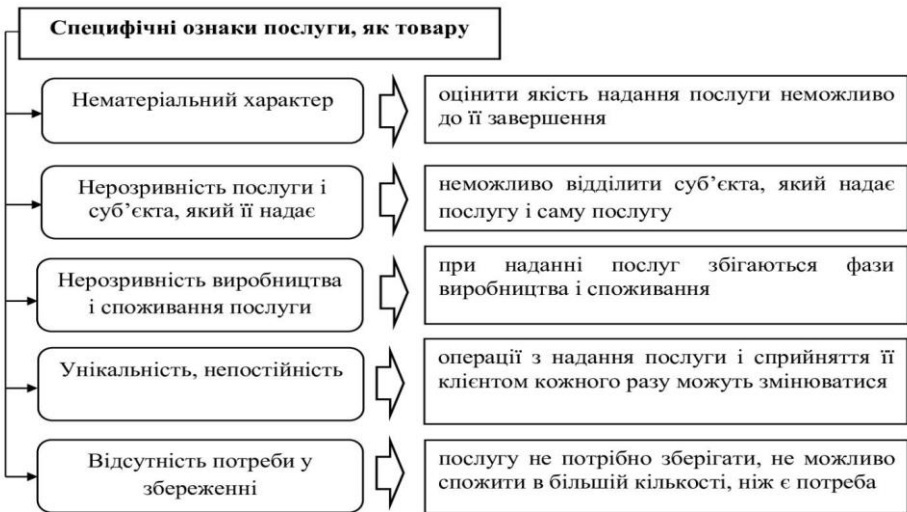 Специфічні ознаки послуги, як товару
Нематеріальний характер
оцінити якість надання послуги неможливо
до її завершення
Нерозривність послуги і
суб’єкта, який її надає
неможливо відділити суб’єкта, який надає
послугу і саму послугу
Нерозривність виробництва
і споживання послуги
при наданні послуг збігаються фази
виробництва і споживання
Унікальність, непостійність
операції з надання послуги і сприйняття її
клієнтом кожного разу можуть змінюватися
Відсутність потреби у
збереженні
послугу не потрібно зберігати, не можливо
спожити в більшій кількості, ніж є потреба